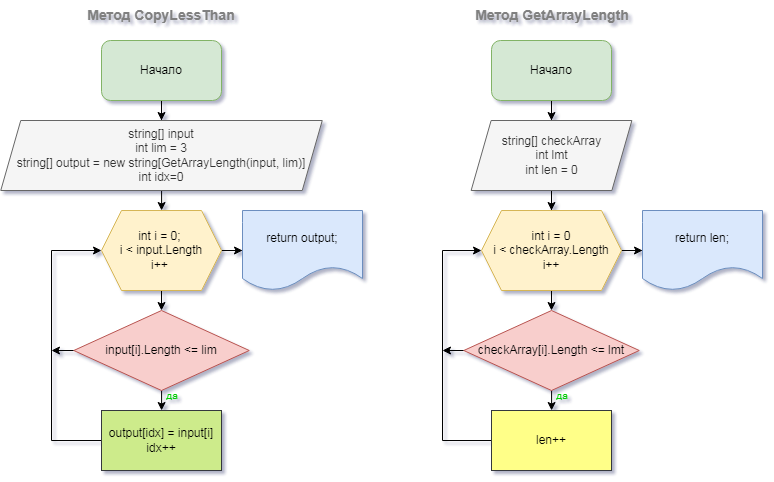 Метод CopyLessThan
Начало
string[] input
int lim = 3
string[] output = new string[GetArrayLength(input, lim)]
int idx=0
int i = 0;
i < input.Length
i++
return output;
input[i].Length <= lim
да
output[idx] = input[i]
idx++
Метод GetArrayLength
Начало
string[] checkArray
int lmt
int len = 0
int i = 0
i < checkArray.Length
i++
return len;
checkArray[i].Length <= lmt
да
len++